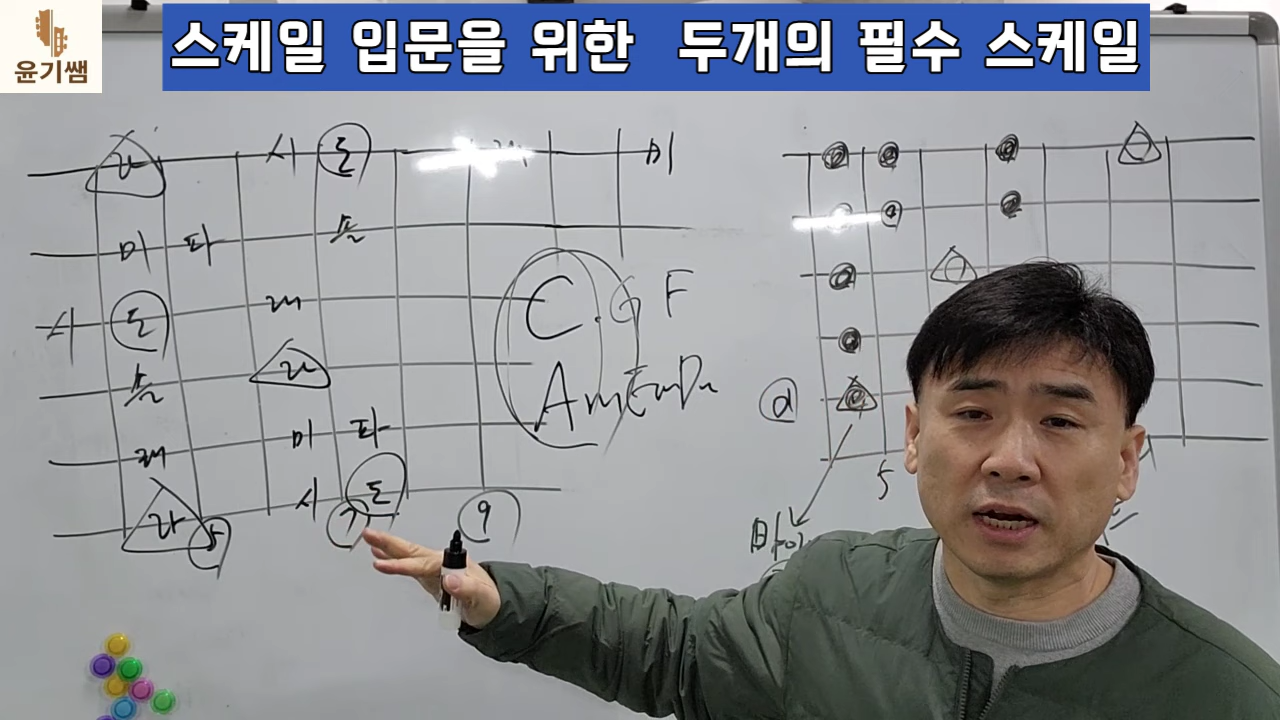 윤기쌤
스케일 입문을 위한 두개의 필수 스케일
라 시 도 미
미 파 솔
시 도 레
솔 라
레 미 파
라 시 도
5 7 9
C. G F
Am Em Dm
5